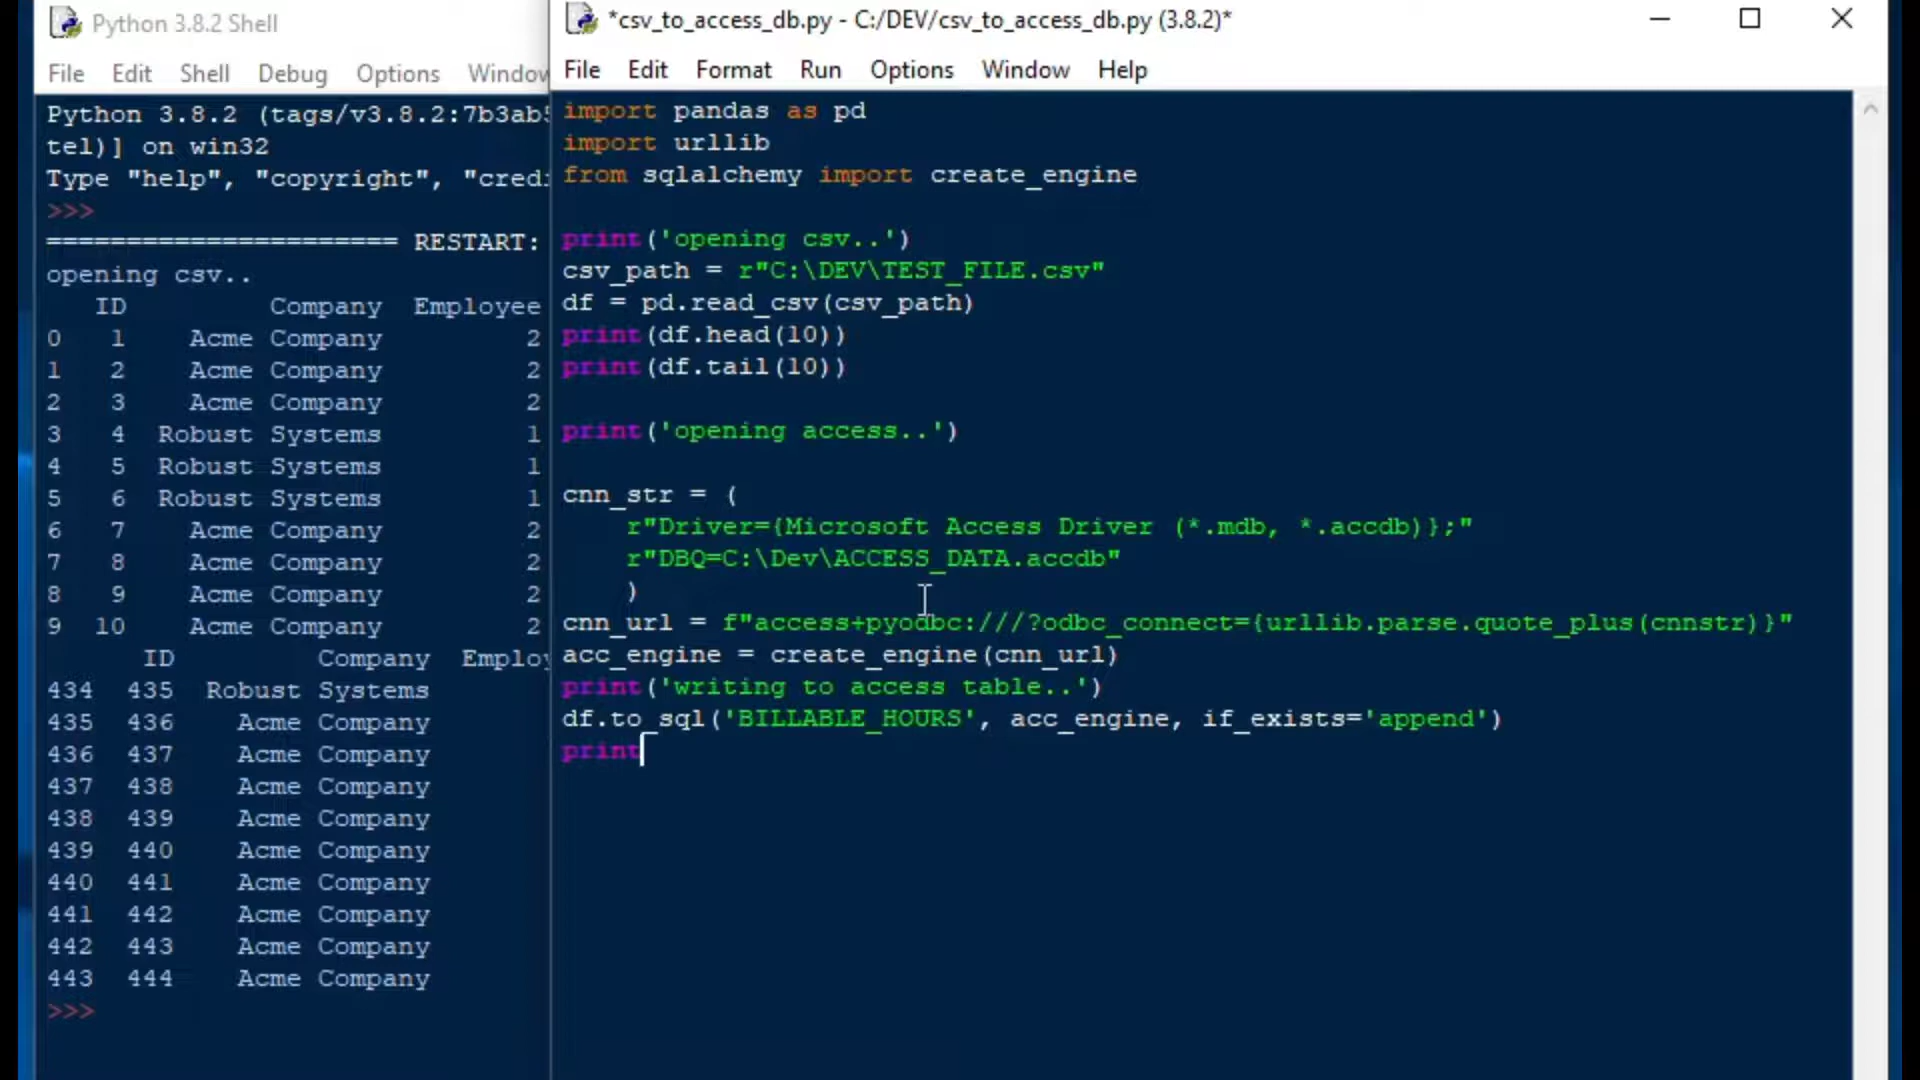 Python 3.8.2 Shell
File Edit Shell Debug Options Window
Python 3.8.2 (tags/v3.8.2:7b3ab5
tel)] on win32
Type "help", "copyright", "credi
>>>
====================== RESTART:
opening csv..
ID Company Employee
0 1 Acme Company 2
1 2 Acme Company 2
2 3 Acme Company 2
3 4 Robust Systems 1
4 5 Robust Systems 1
5 6 Robust Systems 1
6 7 Acme Company 2
7 8 Acme Company 2
8 9 Acme Company 2
9 10 Acme Company 2
ID Company Employ
434 435 Robust Systems
435 436 Acme Company
436 437 Acme Company
437 438 Acme Company
438 439 Acme Company
439 440 Acme Company
440 441 Acme Company
441 442 Acme Company
442 443 Acme Company
443 444 Acme Company
>>>
*csv_to_access_db.py - C:/DEV/csv_to_access_db.py (3.8.2)*
File Edit Format Run Options Window Help
import pandas as pd
import urllib
from sqlalchemy import create_engine
print('opening csv..')
csv_path = r"C:\DEV\TEST_FILE.csv"
df = pd.read_csv(csv_path)
print(df.head(10))
print(df.tail(10))
print('opening access..')
cnn_str = (
r"Driver={Microsoft Access Driver (*.mdb, *.accdb)};"
r"DBQ=C:\Dev\ACCESS_DATA.accdb"
)
cnn_url = f"access+pyodbc:///?odbc_connect={urllib.parse.quote_plus(cnnstr)}"
acc_engine = create_engine(cnn_url)
print('writing to access table..')
df.to_sql('BILLABLE_HOURS', acc_engine, if_exists='append')
print